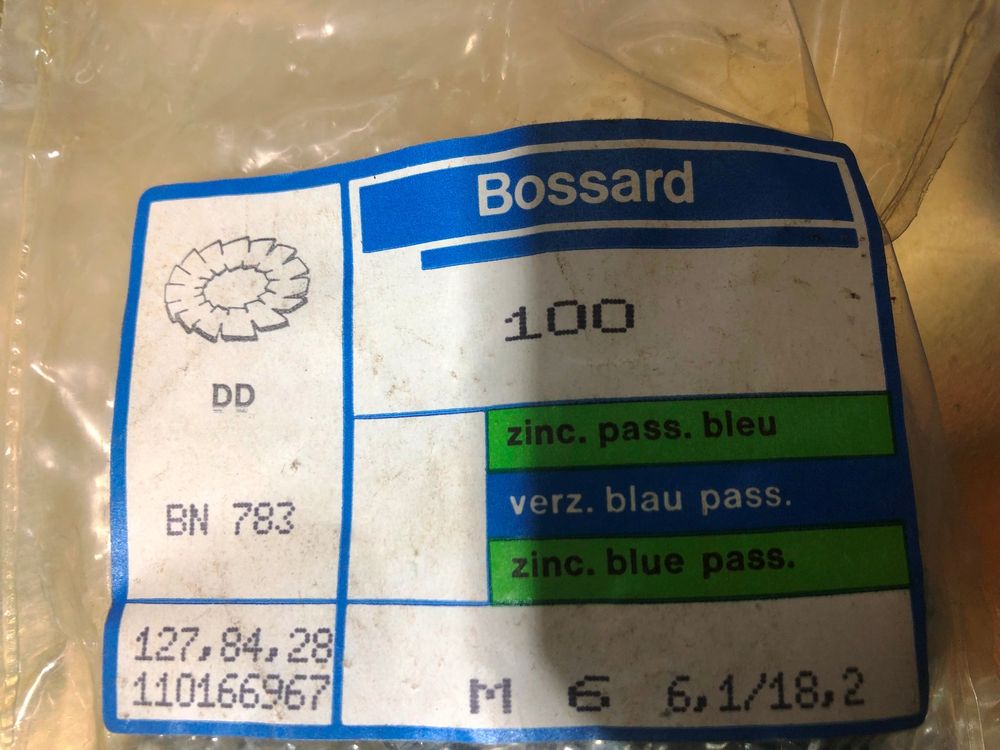 Bossard
100
DD
zinc. pass. bleu
verz. blau pass.
zinc. blue pass.
BN 783
127,84,28
110166967
M 6 6,1/18,2